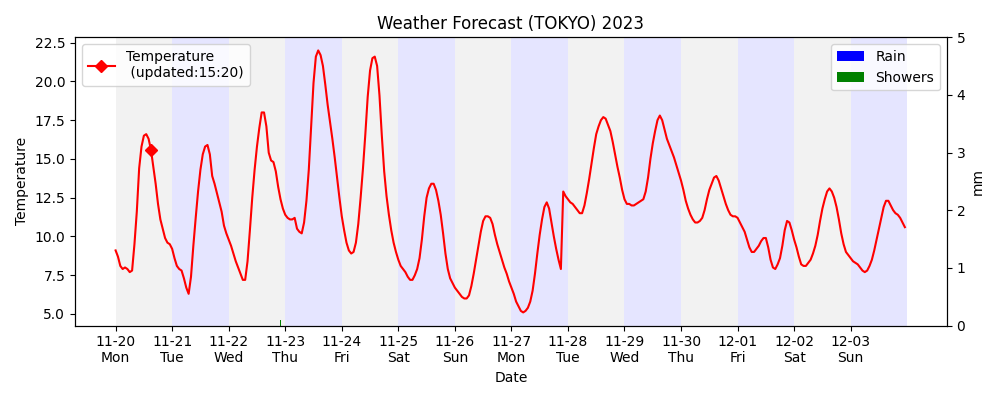 Weather Forecast (TOKYO) 2023
Temperature
(updated:15:20)
Rain
Showers
Temperature
22.5
20.0
17.5
15.0
12.5
10.0
7.5
5.0
5
4
3
2
1
0
mm
11-20 11-21 11-22 11-23 11-24 11-25 11-26 11-27 11-28 11-29 11-30 12-01 12-02 12-03
Mon Tue Wed Thu Fri Sat Sun Mon Tue Wed Thu Fri Sat Sun
Date